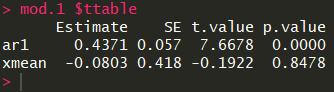 > mod.1 $ttable
Estimate SE t.value p.value
ar1 0.4371 0.057 7.6678 0.0000
xmean -0.0803 0.418 -0.1922 0.8478
>